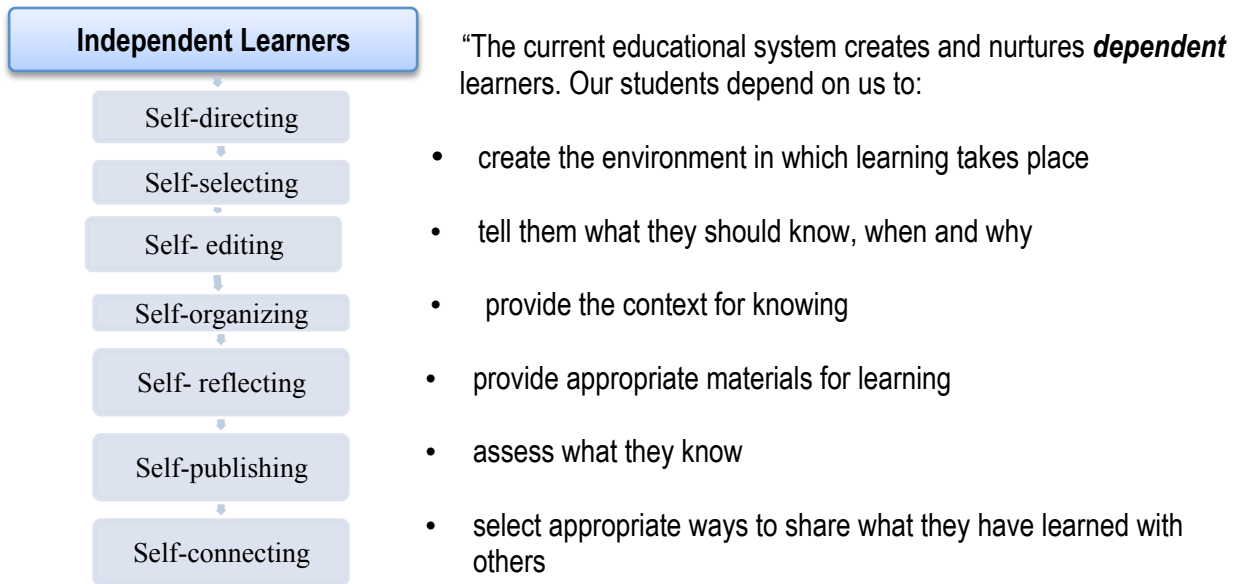 Independent Learners
Self-directing
Self-selecting
Self- editing
Self-organizing
Self- reflecting
Self-publishing
Self-connecting
“The current educational system creates and nurtures dependent
learners. Our students depend on us to:
• create the environment in which learning takes place
• tell them what they should know, when and why
• provide the context for knowing
• provide appropriate materials for learning
• assess what they know
• select appropriate ways to share what they have learned with
others